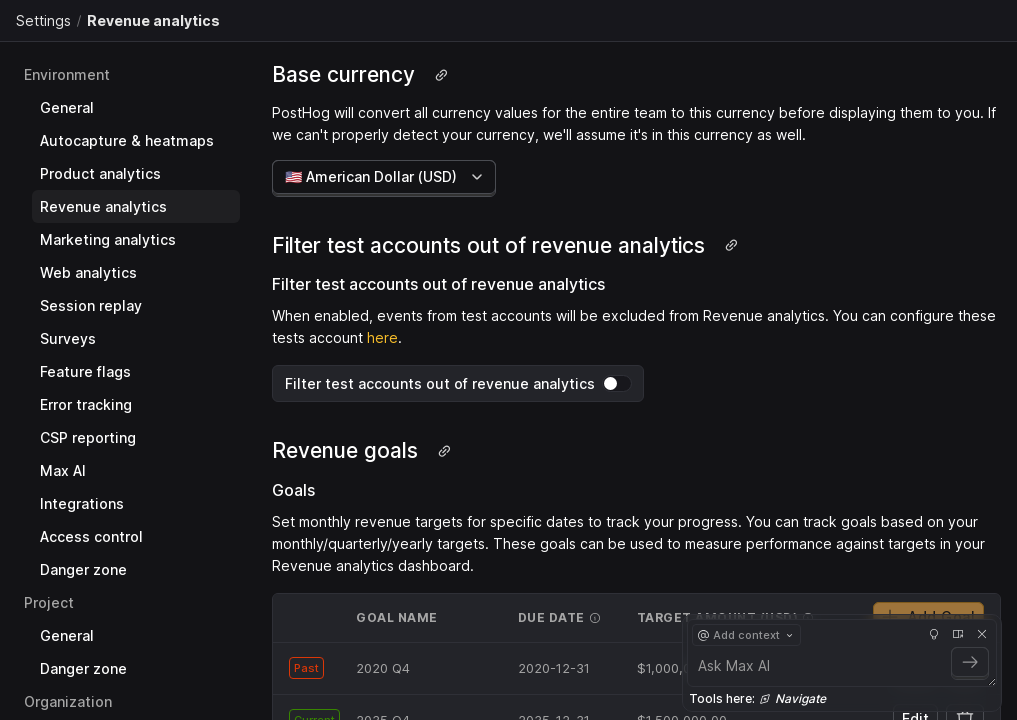 Settings / Revenue analytics
Environment
General
Autocapture & heatmaps
Product analytics
Revenue analytics
Marketing analytics
Web analytics
Session replay
Surveys
Feature flags
Error tracking
CSP reporting
Max AI
Integrations
Access control
Danger zone
Project
General
Danger zone
Organization
Base currency
PostHog will convert all currency values for the entire team to this currency before displaying them to you. If
we can't properly detect your currency, we'll assume it's in this currency as well.
🇺🇸 American Dollar (USD)
Filter test accounts out of revenue analytics
Filter test accounts out of revenue analytics
When enabled, events from test accounts will be excluded from Revenue analytics. You can configure these
tests account here.
Filter test accounts out of revenue analytics
Revenue goals
Goals
Set monthly revenue targets for specific dates to track your progress. You can track goals based on your
monthly/quarterly/yearly targets. These goals can be used to measure performance against targets in your
Revenue analytics dashboard.
GOAL NAME DUE DATE TARGET AMOUNT (USD) Add Goal
Past 2020 Q4 2020-12-31 $1,000,
Current 2025 Q4 2025-12-31 $1,500,000.00 Edit
@ Add context
Ask Max AI
Tools here: Navigate